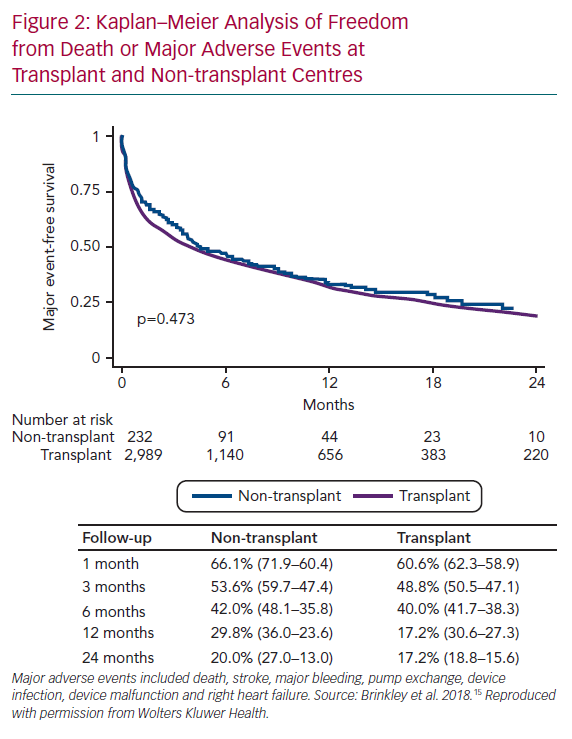 Figure 2: Kaplan–Meier Analysis of Freedom
from Death or Major Adverse Events at
Transplant and Non-transplant Centres
Major event-free survival
1
0.75
0.50
0.25
0
p=0.473
0 6 12 18 24
Months
Number at risk
Non-transplant 232 91 44 23 10
Transplant 2,989 1,140 656 383 220
Non-transplant Transplant
Follow-up Non-transplant Transplant
1 month 66.1% (71.9–60.4) 60.6% (62.3–58.9)
3 months 53.6% (59.7–47.4) 48.8% (50.5–47.1)
6 months 42.0% (48.1–35.8) 40.0% (41.7–38.3)
12 months 29.8% (36.0–23.6) 17.2% (30.6–27.3)
24 months 20.0% (27.0–13.0) 17.2% (18.8–15.6)
Major adverse events included death, stroke, major bleeding, pump exchange, device
infection, device malfunction and right heart failure. Source: Brinkley et al. 2018.15 Reproduced
with permission from Wolters Kluwer Health.